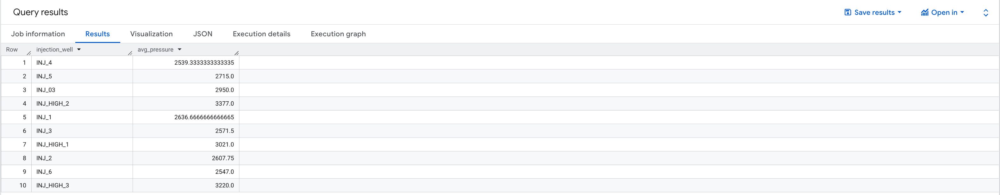 Query results Save results Open in
Job information Results Visualization JSON Execution details Execution graph
Row injection_well avg_pressure
1 INJ_4 2539.3333333333335
2 INJ_5 2715.0
3 INJ_03 2950.0
4 INJ_HIGH_2 3377.0
5 INJ_1 2636.6666666666665
6 INJ_3 2571.5
7 INJ_HIGH_1 3021.0
8 INJ_2 2607.75
9 INJ_6 2547.0
10 INJ_HIGH_3 3220.0